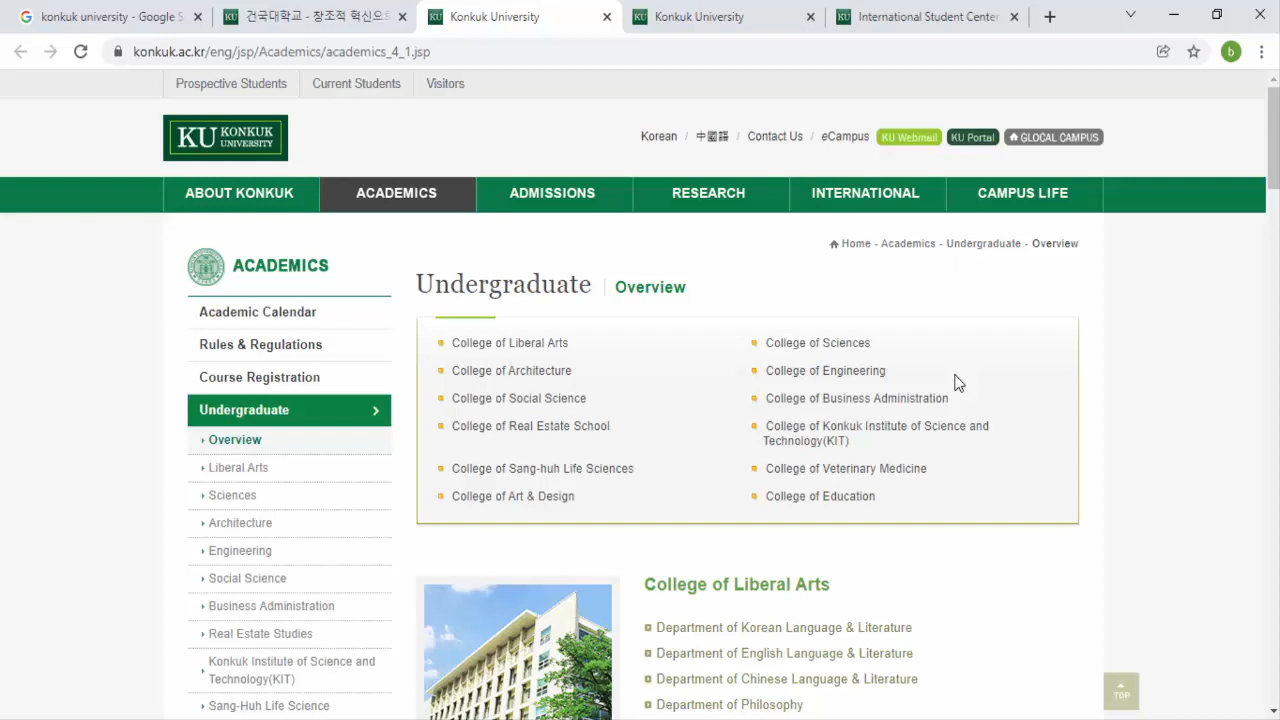 konkuk university - Google S
건국대학교 - 창조적 혁신으로
Konkuk University
Konkuk University
International Student Center
konkuk.ac.kr/eng/jsp/Academics/academics_4_1.jsp
b
Prospective Students
Current Students
Visitors
KU KONKUK UNIVERSITY
Korean / 中國語 / Contact Us / eCampus KU Webmail KU Portal GLOCAL CAMPUS
ABOUT KONKUK
ACADEMICS
ADMISSIONS
RESEARCH
INTERNATIONAL
CAMPUS LIFE
Home - Academics - Undergraduate - Overview
ACADEMICS
Academic Calendar
Rules & Regulations
Course Registration
Undergraduate
Overview
Liberal Arts
Sciences
Architecture
Engineering
Social Science
Business Administration
Real Estate Studies
Konkuk Institute of Science and
Technology(KIT)
Sang-Huh Life Science
Undergraduate | Overview
College of Liberal Arts
College of Sciences
College of Architecture
College of Engineering
College of Social Science
College of Business Administration
College of Real Estate School
College of Konkuk Institute of Science and
Technology(KIT)
College of Sang-huh Life Sciences
College of Veterinary Medicine
College of Art & Design
College of Education
College of Liberal Arts
Department of Korean Language & Literature
Department of English Language & Literature
Department of Chinese Language & Literature
Department of Philosophy
TOP